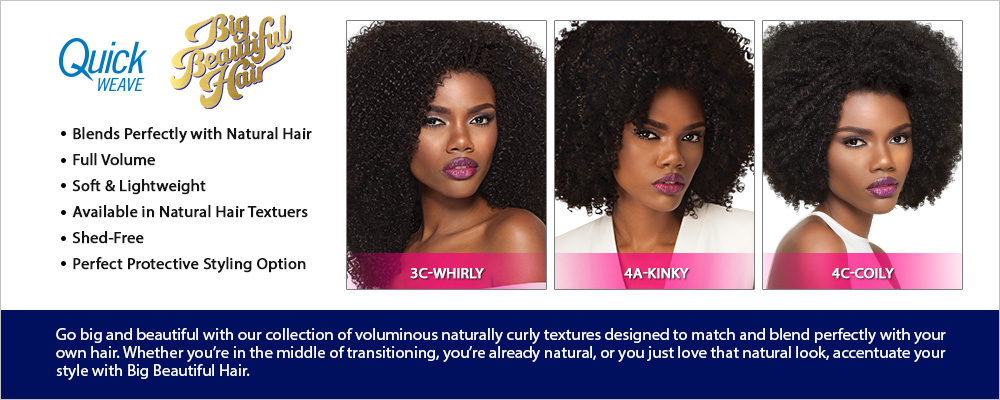 Quick
WEAVE
Big
Beautiful
Hair
• Blends Perfectly with Natural Hair
• Full Volume
• Soft & Lightweight
• Available in Natural Hair Textuers
• Shed-Free
• Perfect Protective Styling Option
3C-WHIRLY
4A-KINKY
4C-COILY
Go big and beautiful with our collection of voluminous naturally curly textures designed to match and blend perfectly with your
own hair. Whether you're in the middle of transitioning, you're already natural, or you just love that natural look, accentuate your
style with Big Beautiful Hair.